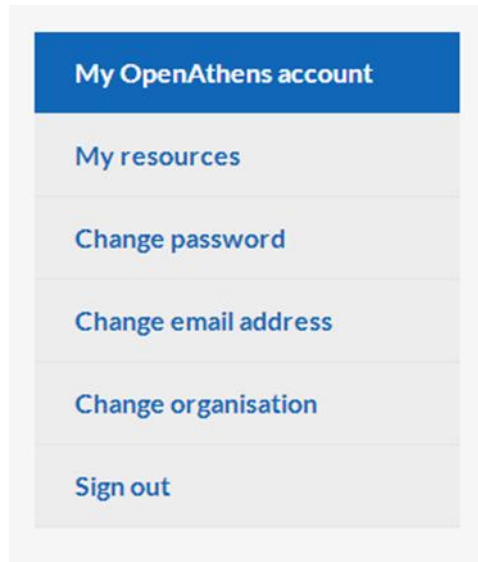 My OpenAthens account
My resources
Change password
Change email address
Change organisation
Sign out